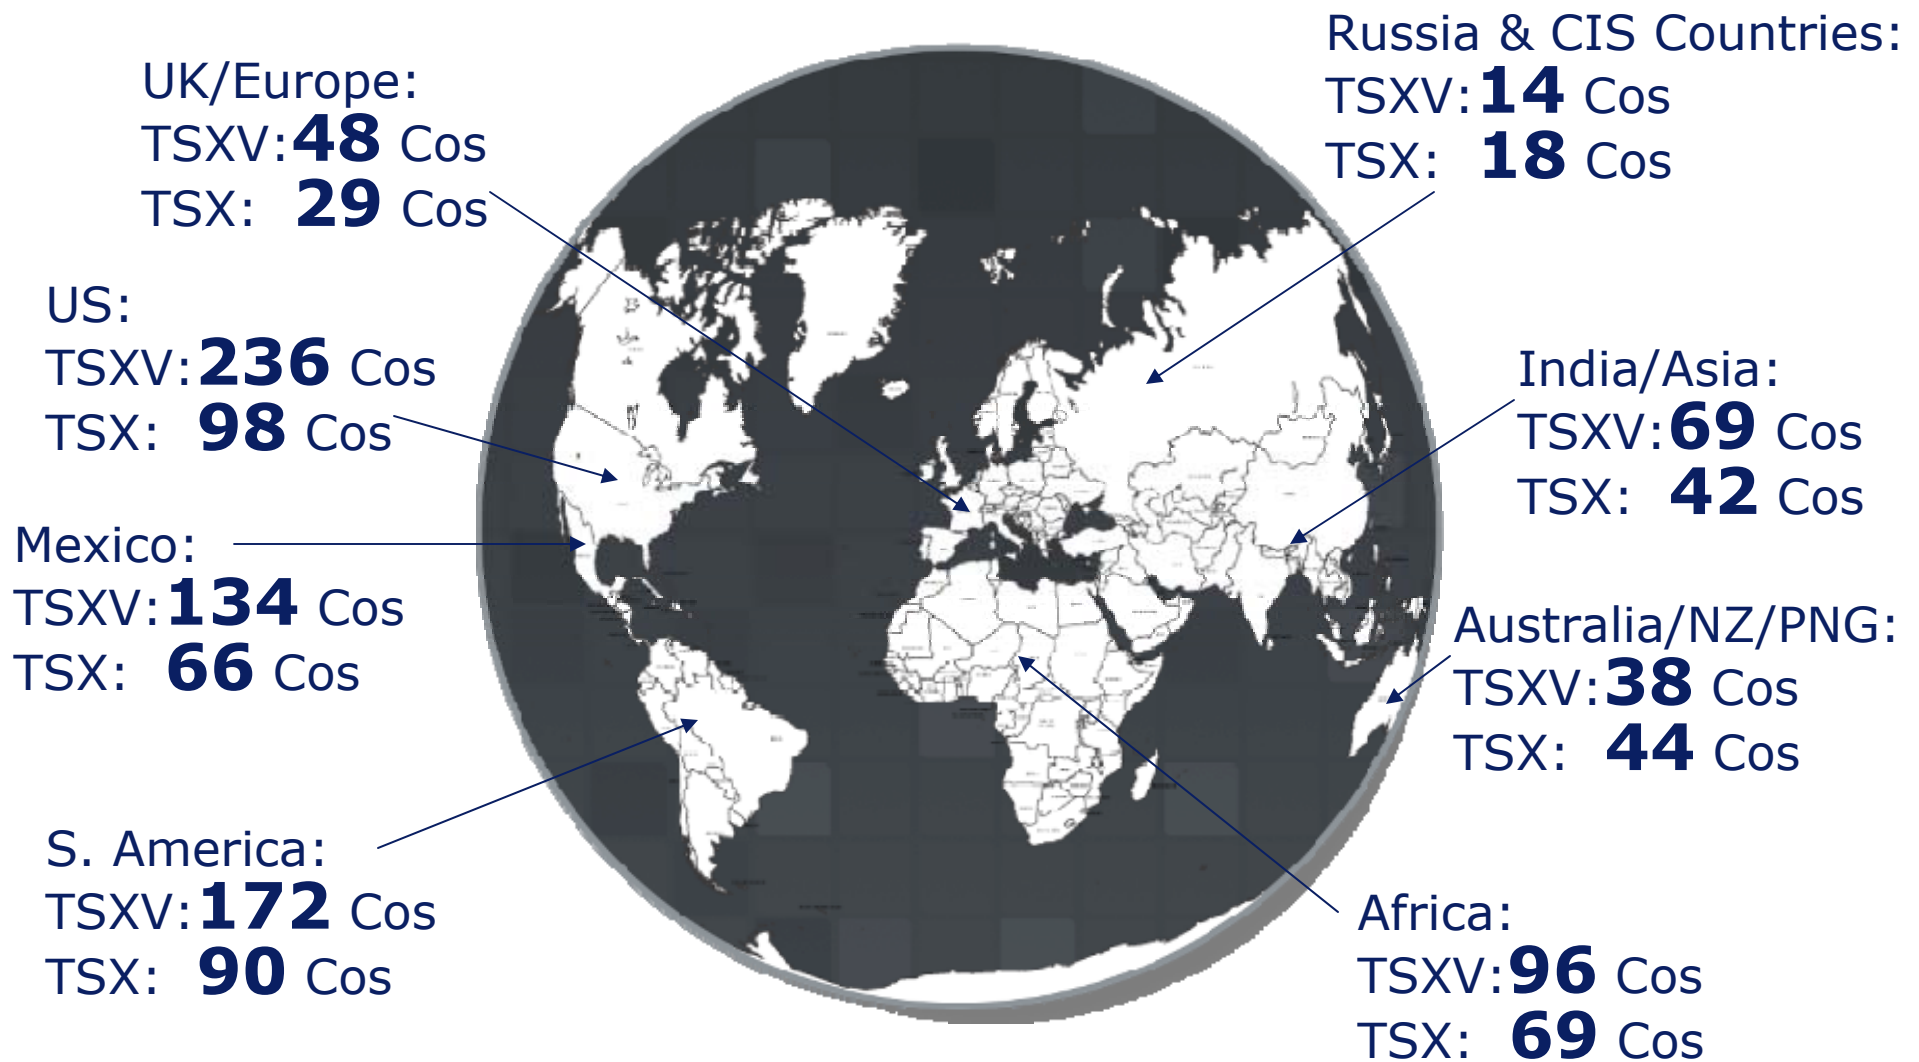 UK/Europe:
TSXV:48 Cos
TSX: 29 Cos
US:
TSXV:236 Cos
TSX: 98 Cos
Mexico:
TSXV:134 Cos
TSX: 66 Cos
S. America:
TSXV:172 Cos
TSX: 90 Cos
Russia & CIS Countries:
TSXV:14 Cos
TSX: 18 Cos
India/Asia:
TSXV:69 Cos
TSX: 42 Cos
Australia/NZ/PNG:
TSXV:38 Cos
TSX: 44 Cos
Africa:
TSXV:96 Cos
TSX: 69 Cos